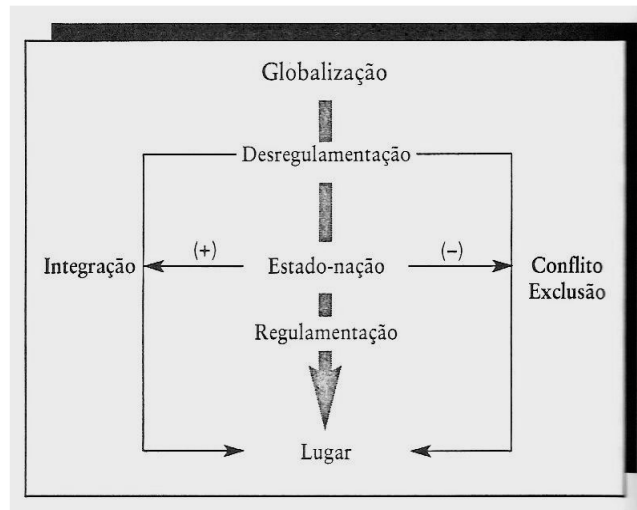 Globalização
Desregulamentação
Integração
(+)
Estado-nação
(−)
Conflito
Exclusão
Regulamentação
Lugar